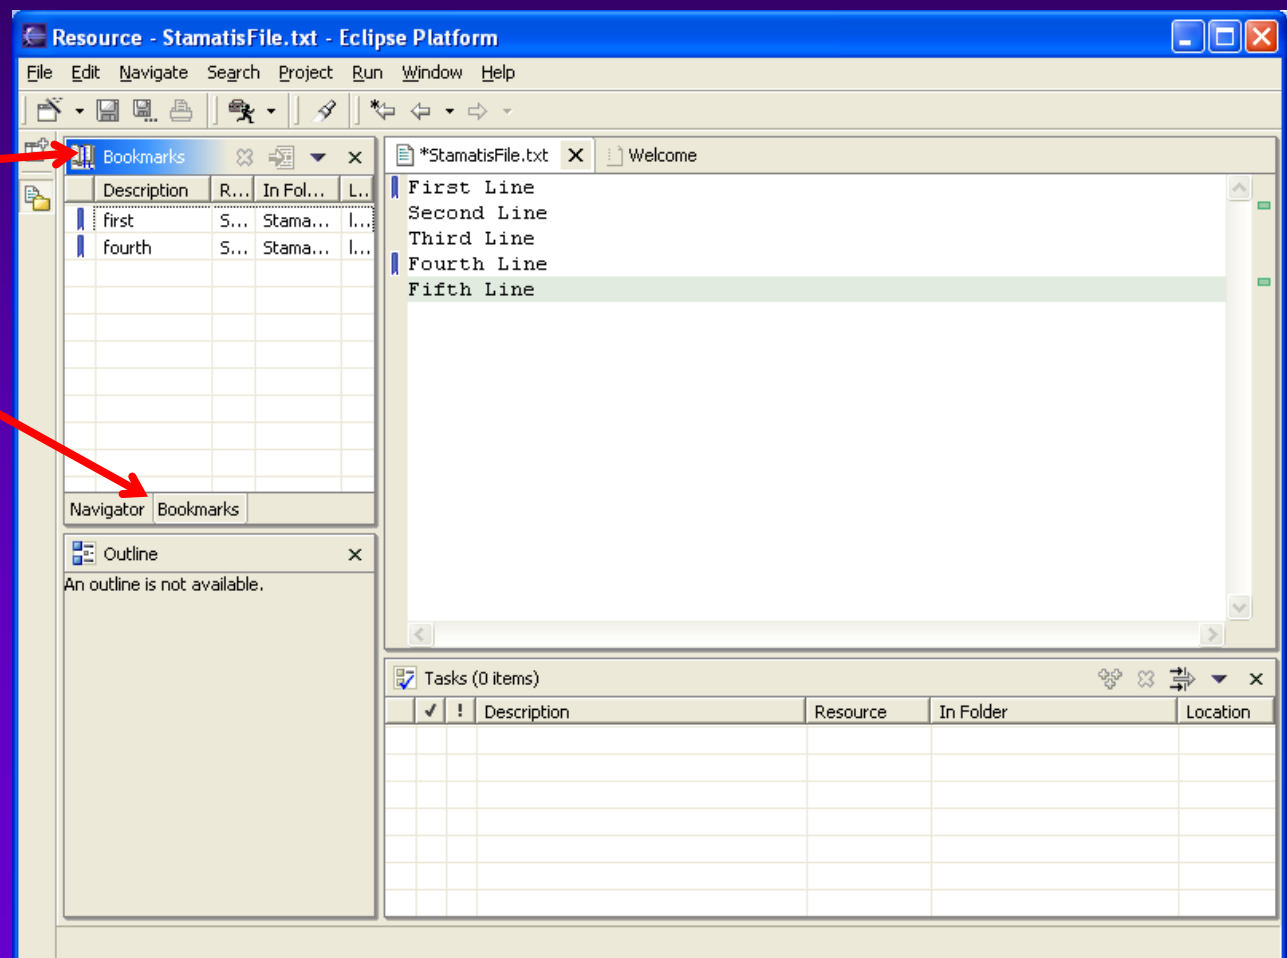 Resource - StamatisFile.txt - Eclipse Platform
File Edit Navigate Search Project Run Window Help
Bookmarks
Description R... In Fol... L...
first S... Stama... l...
fourth S... Stama... l...
Navigator Bookmarks
Outline
An outline is not available.
*StamatisFile.txt Welcome
First Line
Second Line
Third Line
Fourth Line
Fifth Line
Tasks (0 items)
! Description Resource In Folder Location